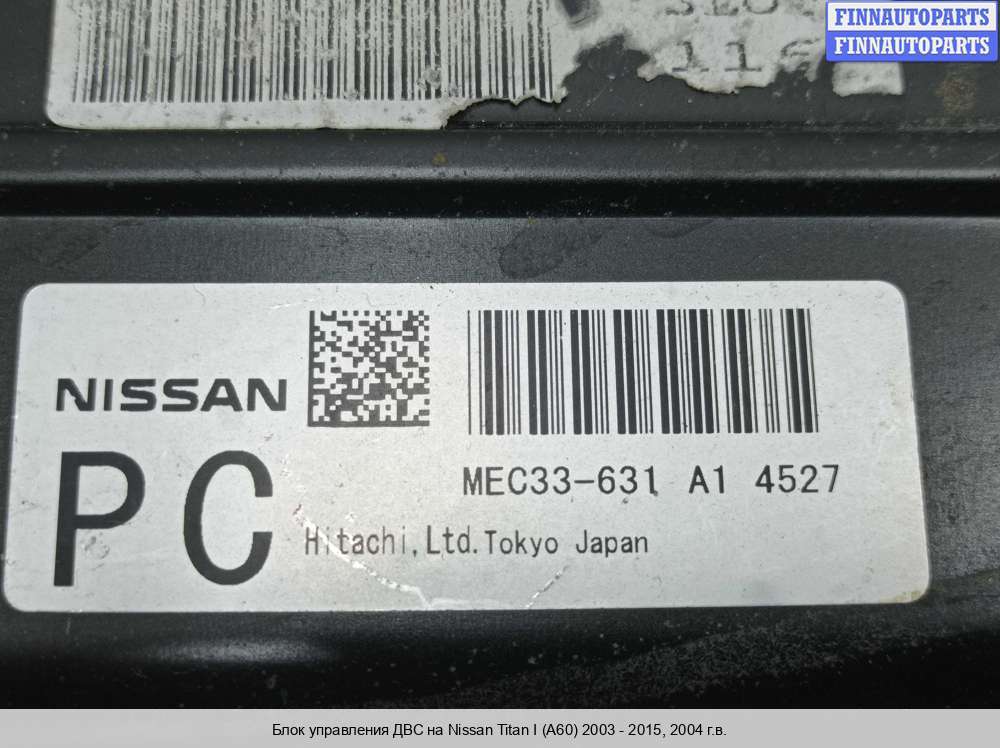 FINNAUTOPARTS
FINNAUTOPARTS
NISSAN
PC
MEC33-631 A1 4527
Hitachi,Ltd.Tokyo Japan
Блок управления ДВС на Nissan Titan I (A60) 2003 - 2015, 2004 г.в.